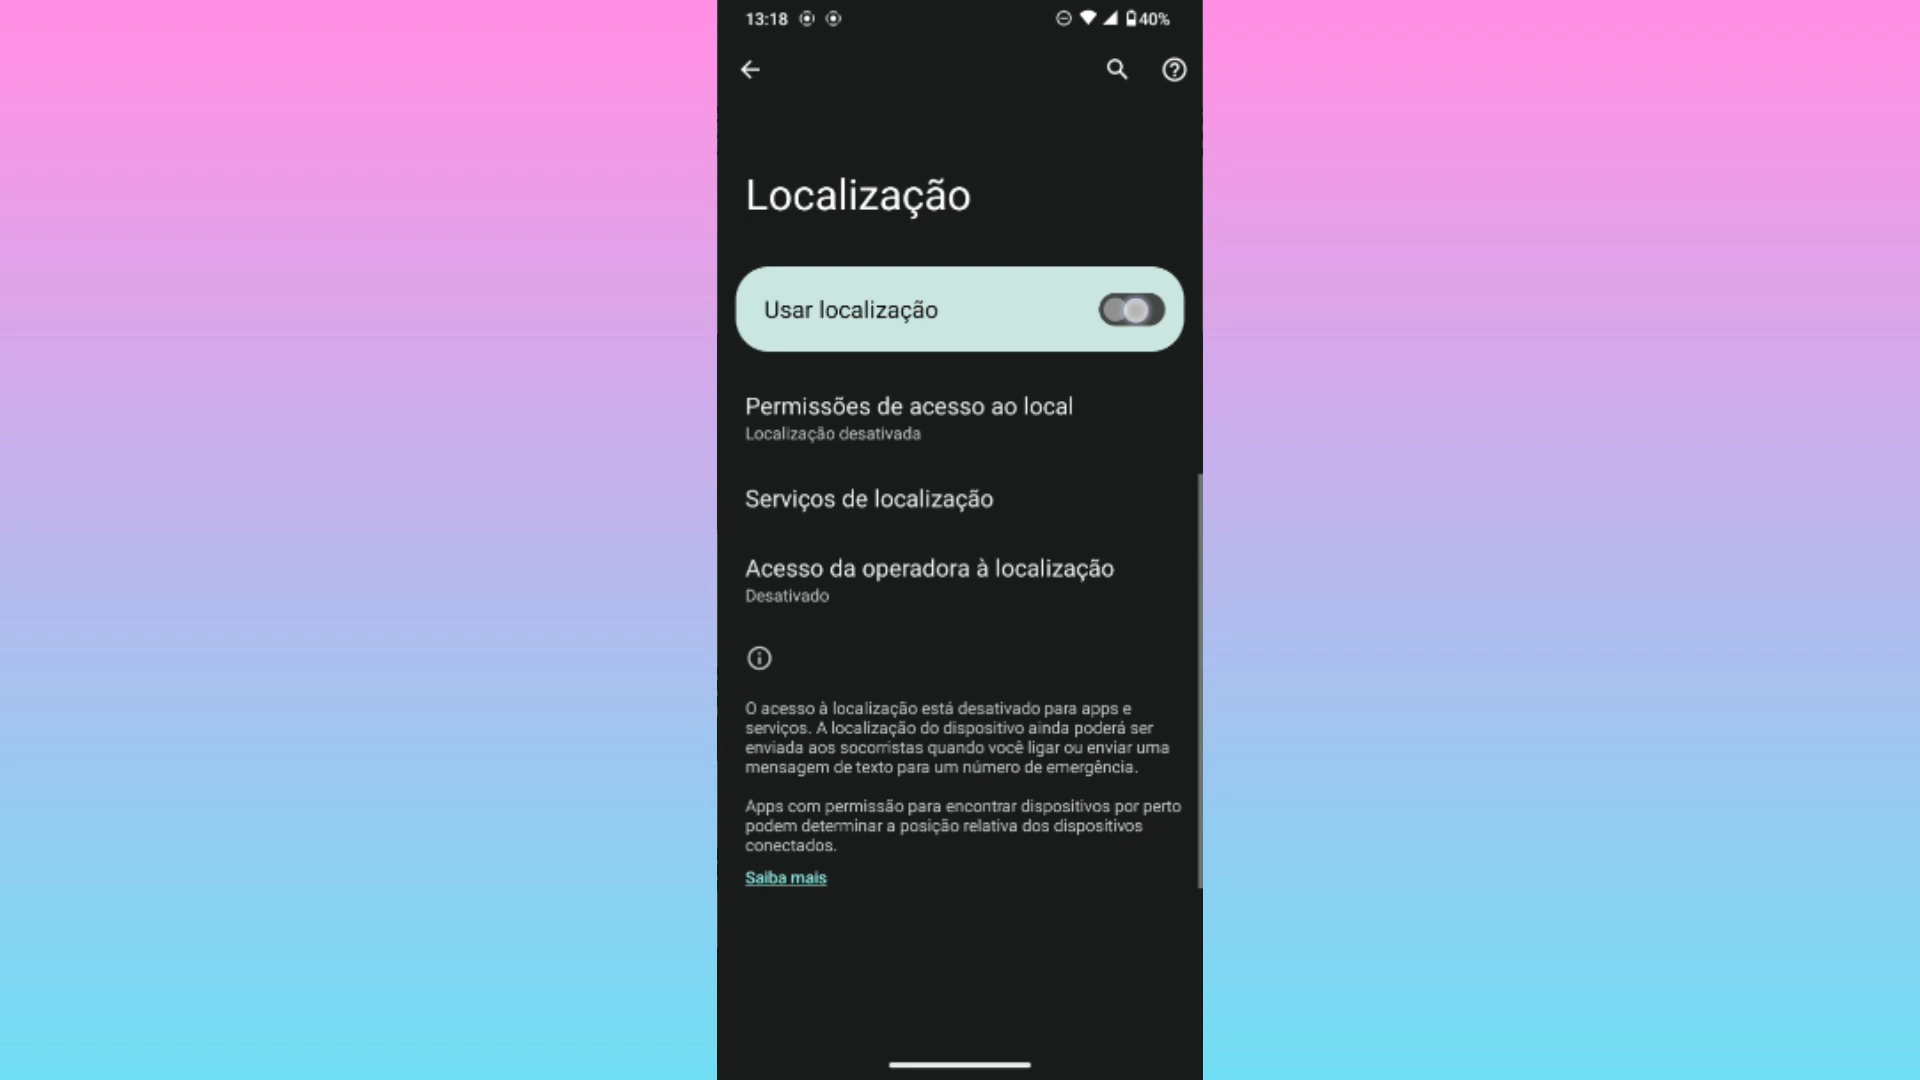 13:18
40%
Localização
Usar localização
Permissões de acesso ao local
Localização desativada
Serviços de localização
Acesso da operadora à localização
Desativado
O acesso à localização está desativado para apps e
serviços. A localização do dispositivo ainda poderá ser
enviada aos socorristas quando você ligar ou enviar uma
mensagem de texto para um número de emergência.
Apps com permissão para encontrar dispositivos por perto
podem determinar a posição relativa dos dispositivos
conectados.
Saiba mais